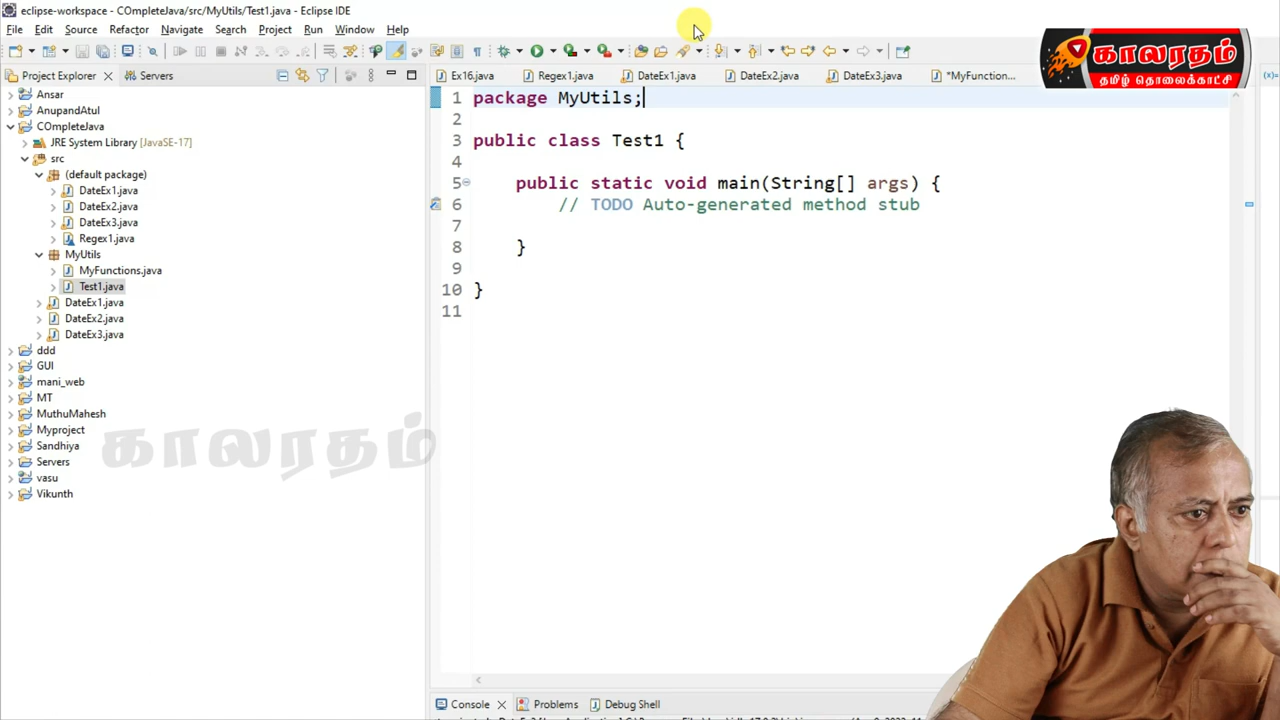 eclipse-workspace - COmpleteJava/src/MyUtils/Test1.java - Eclipse IDE
File Edit Source Refactor Navigate Search Project Run Window Help
காலரதம்
தமிழ் தொலைக்காட்சி
Project Explorer Servers
Ex16.java Regex1.java DateEx1.java DateEx2.java DateEx3.java *MyFunction...
Ansar
AnupandAtul
COmpleteJava
JRE System Library [JavaSE-17]
src
(default package)
DateEx1.java
DateEx2.java
DateEx3.java
Regex1.java
MyUtils
MyFunctions.java
Test1.java
DateEx1.java
DateEx2.java
DateEx3.java
ddd
GUI
mani_web
MT
MuthuMahesh
Myproject
Sandhiya
Servers
vasu
Vikunth
காலரதம்
1 package MyUtils;
2
3 public class Test1 {
4
5 public static void main(String[] args) {
6 // TODO Auto-generated method stub
7
8 }
9
10 }
11
Console Problems Debug Shell